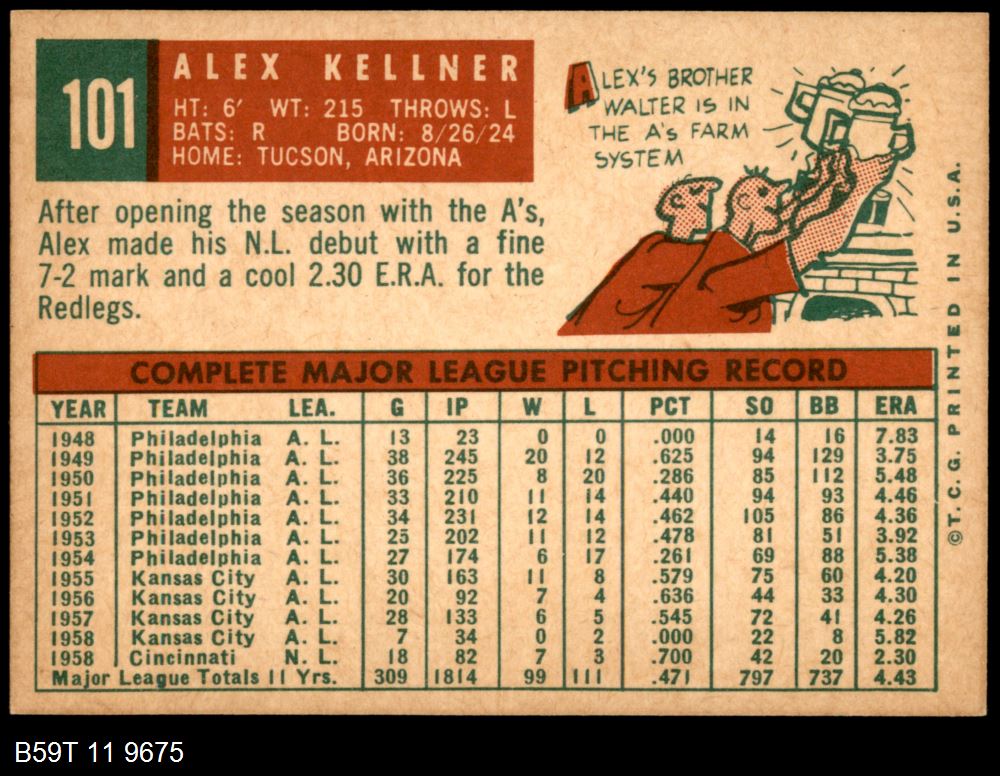 101
ALEX KELLNER
HT: 6' WT: 215 THROWS: L
BATS: R BORN: 8/26/24
HOME: TUCSON, ARIZONA
After opening the season with the A's,
Alex made his N.L. debut with a fine
7-2 mark and a cool 2.30 E.R.A. for the
Redlegs.
ALEX'S BROTHER
WALTER IS IN
THE A's FARM
SYSTEM
COMPLETE MAJOR LEAGUE PITCHING RECORD
YEAR TEAM LEA. G IP W L PCT SO BB ERA
1948 Philadelphia A. L. 13 23 0 0 .000 14 16 7.83
1949 Philadelphia A. L. 38 245 20 12 .625 94 129 3.75
1950 Philadelphia A. L. 36 225 8 20 .286 85 112 5.48
1951 Philadelphia A. L. 33 210 11 14 .440 94 93 4.46
1952 Philadelphia A. L. 34 231 12 14 .462 105 86 4.36
1953 Philadelphia A. L. 25 202 11 12 .478 81 51 3.92
1954 Philadelphia A. L. 27 174 6 17 .261 69 88 5.38
1955 Kansas City A. L. 30 163 11 8 .579 75 60 4.20
1956 Kansas City A. L. 20 92 7 4 .636 44 33 4.30
1957 Kansas City A. L. 28 133 6 5 .545 72 41 4.26
1958 Kansas City A. L. 7 34 0 2 .000 22 8 5.82
1958 Cincinnati N. L. 18 82 7 3 .700 42 20 2.30
Major League Totals 11 Yrs. 309 1814 99 111 .471 797 737 4.43
©T. C. G. PRINTED IN U.S.A.
B59T 11 9675